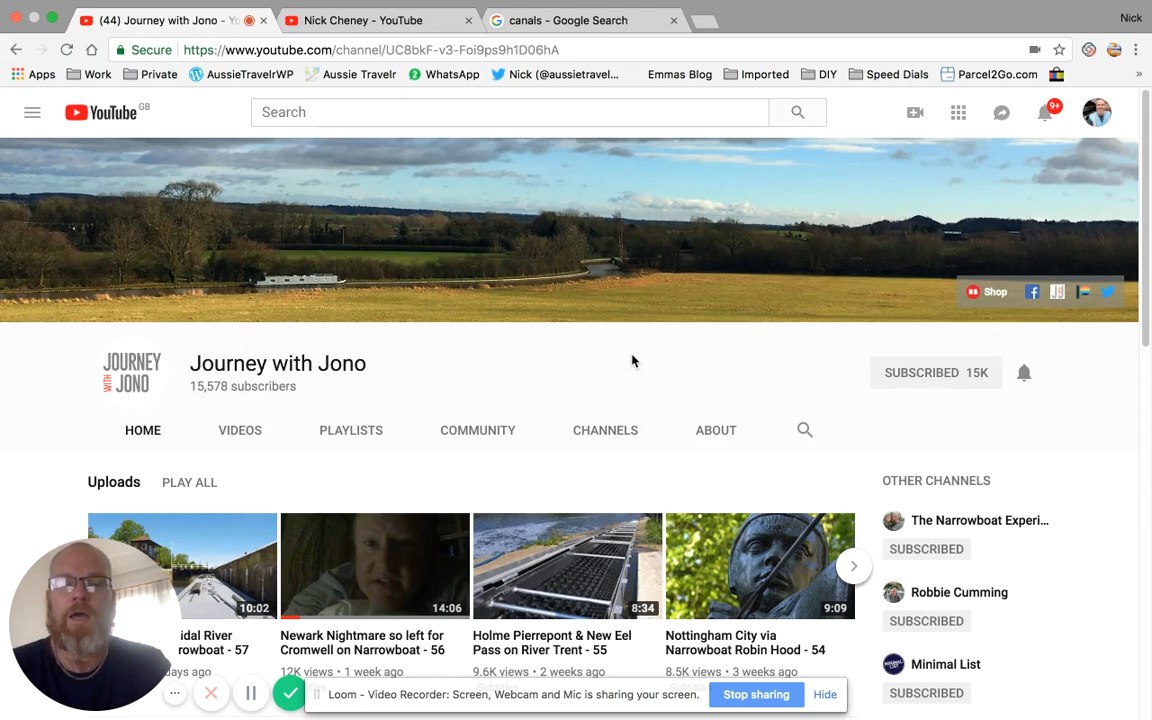 (44) Journey with Jono - Yo
Nick Cheney - YouTube
canals - Google Search
Nick
Secure
https://www.youtube.com/channel/UC8bkF-v3-Foi9ps9h1D06hA
Apps
Work
Private
AussieTravelrWP
Aussie Travelr
2 WhatsApp
Nick (@aussietravel...
Emmas Blog
Imported
DIY
Speed Dials
Parcel2Go.com
»
YouTube GB
Search
9+
Shop
JOURNEY WITH JONO
Journey with Jono
15,578 subscribers
SUBSCRIBED 15K
HOME
VIDEOS
PLAYLISTS
COMMUNITY
CHANNELS
ABOUT
Uploads
PLAY ALL
OTHER CHANNELS
The Narrowboat Experi...
SUBSCRIBED
Robbie Cumming
SUBSCRIBED
Minimal List
SUBSCRIBED
10:02
14:06
8:34
9:09
idal River
rowboat - 57
days ago
Newark Nightmare so left for
Cromwell on Narrowboat - 56
12K views • 1 week ago
Holme Pierrepont & New Eel
Pass on River Trent - 55
9.6K views • 2 weeks ago
Nottingham City via
Narrowboat Robin Hood - 54
8.5K views • 3 weeks ago
Loom - Video Recorder: Screen, Webcam and Mic is sharing your screen.
Stop sharing
Hide